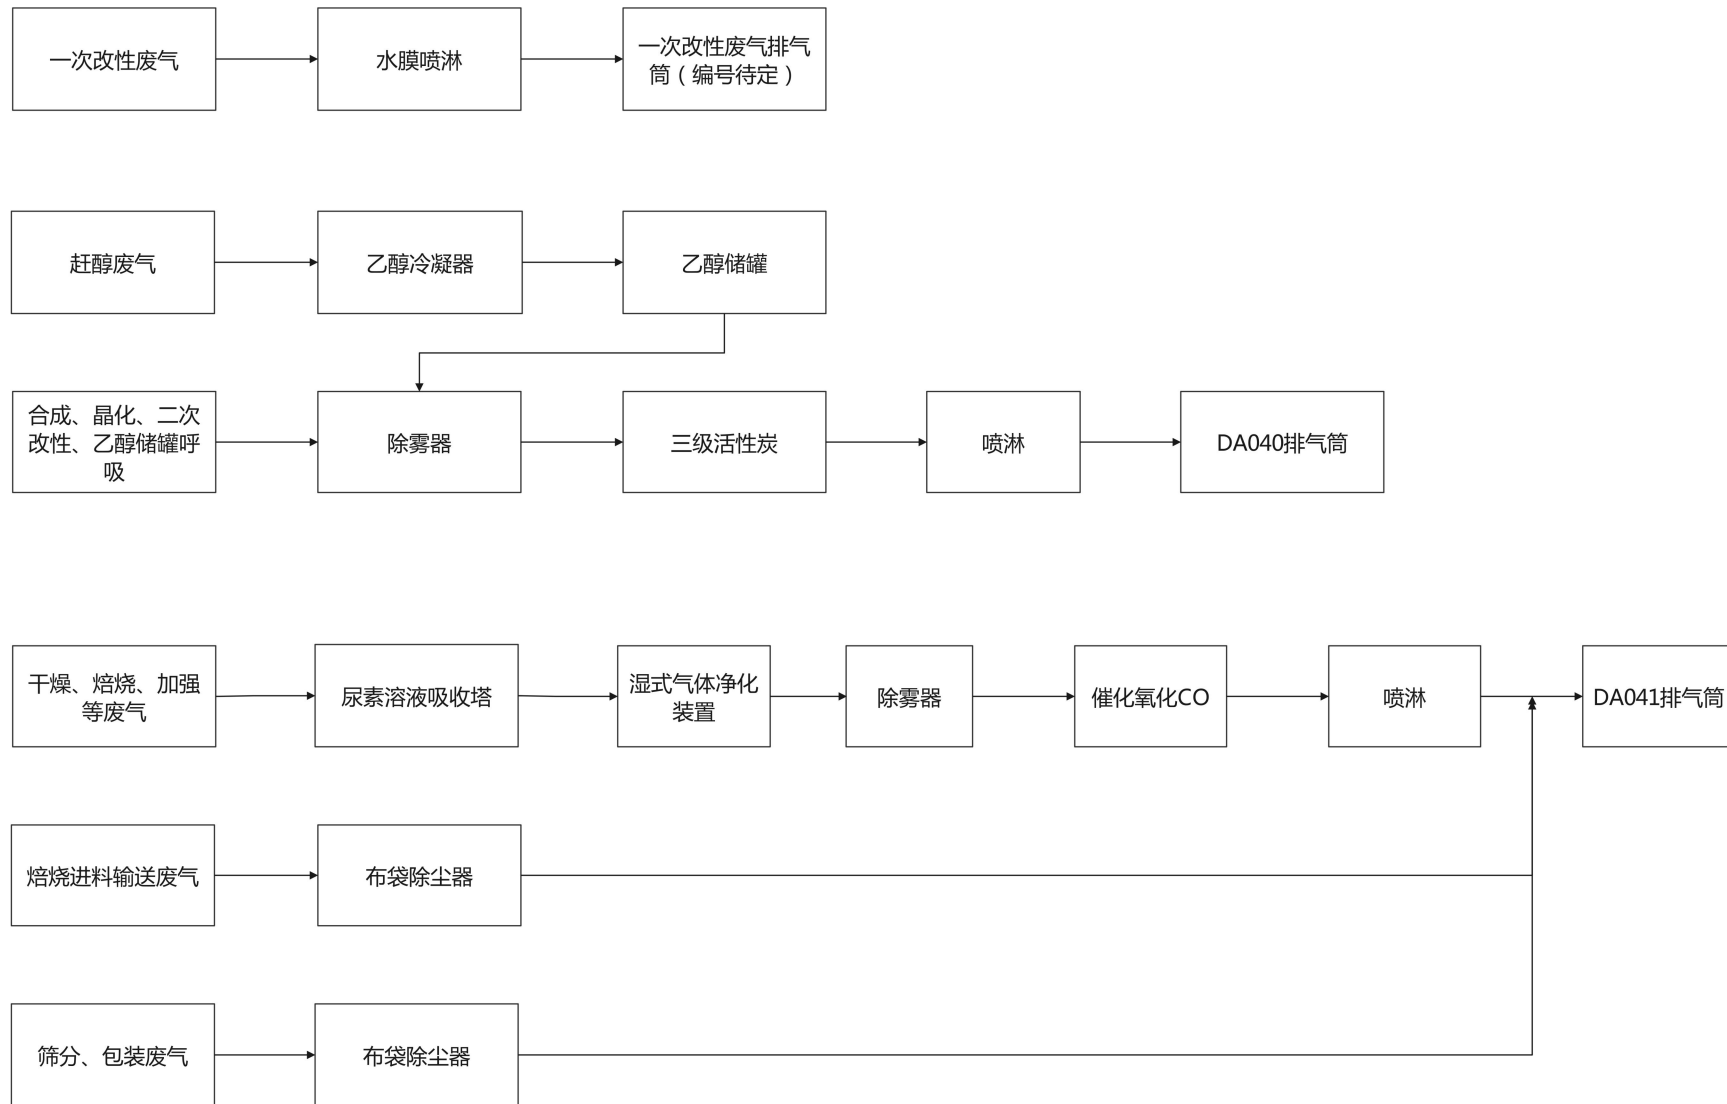 一次改性废气
水膜喷淋
一次改性废气排气
筒（编号待定）
赶醇废气
乙醇冷凝器
乙醇储罐
合成、晶化、二次
改性、乙醇储罐呼
吸
除雾器
三级活性炭
喷淋
DA040排气筒
干燥、焙烧、加强
等废气
尿素溶液吸收塔
湿式气体净化
装置
除雾器
催化氧化CO
喷淋
DA041排气筒
焙烧进料输送废气
布袋除尘器
筛分、包装废气
布袋除尘器